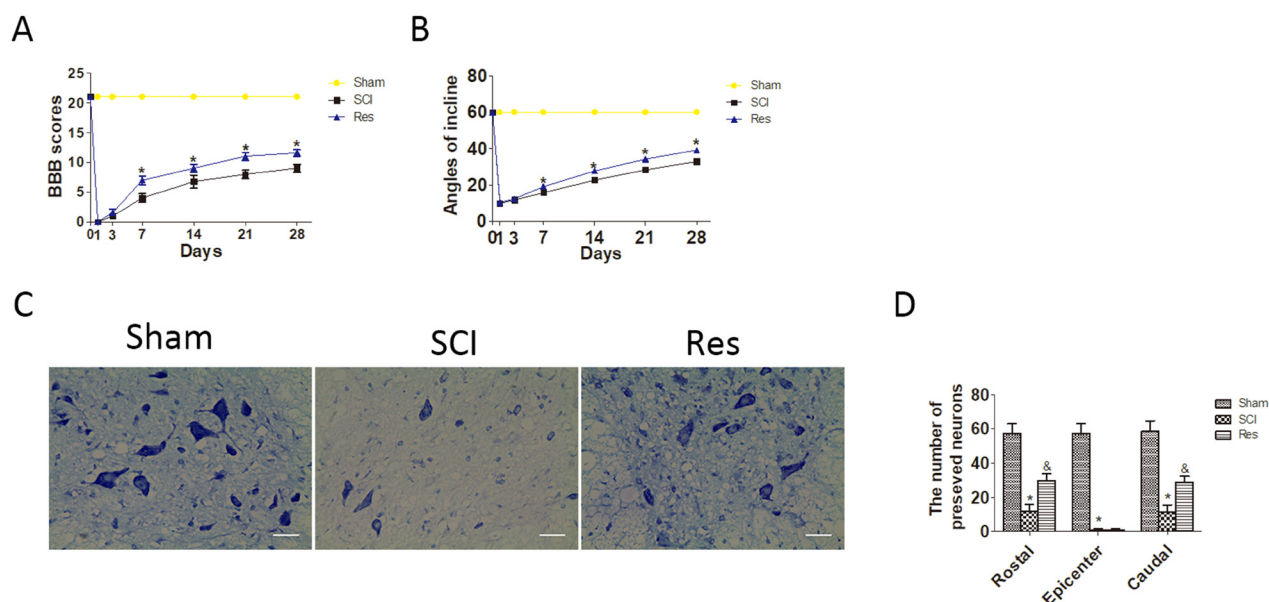 A
BBB scores
25
20
15
10
5
0
0 1 3 7 14 21 28
Days
* * * *
Sham
SCI
Res
B
Angles of incline
80
60
40
20
0
0 1 3 7 14 21 28
Days
* * * *
Sham
SCI
Res
C
Sham SCI Res
D
The number of
preseved neurons
80
60
40
20
0
* & * * &
Rostal Epicenter Caudal
Sham
SCI
Res